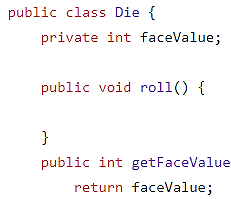 public class Die {
    private int faceValue;
    public void roll() {
    }
    public int getFaceValue
        return faceValue;